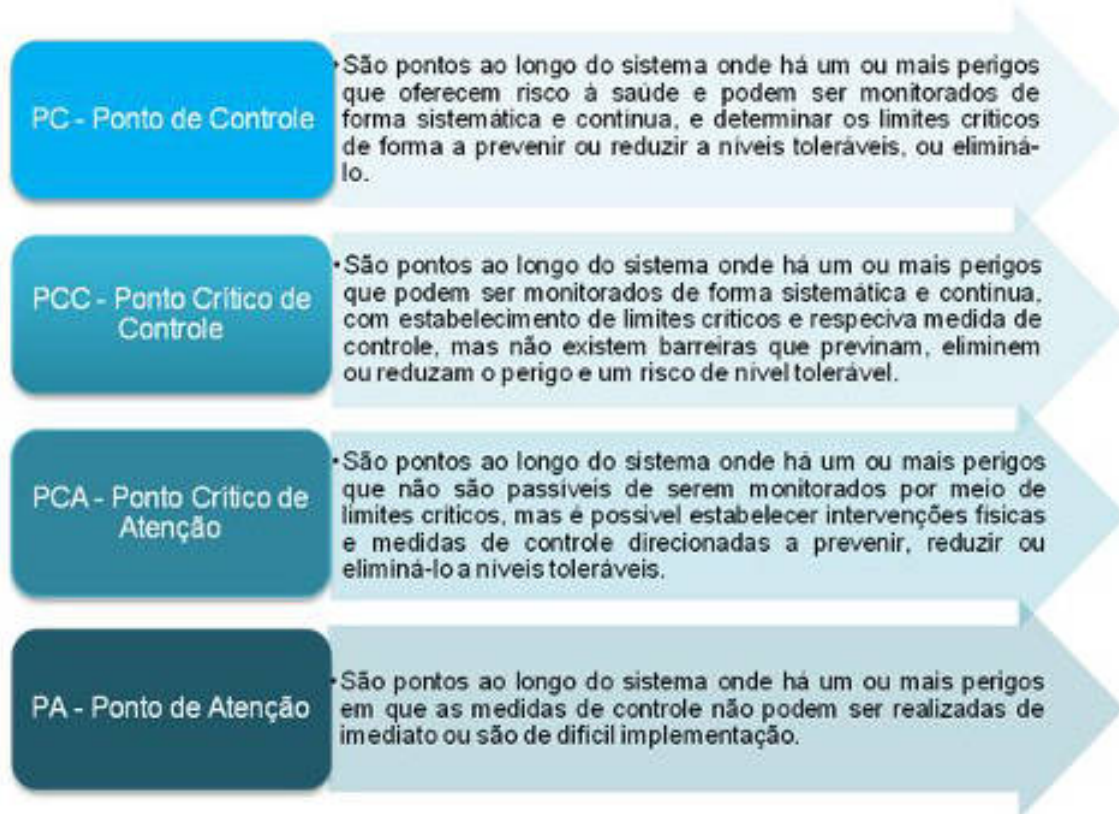 PC - Ponto de Controle
•São pontos ao longo do sistema onde há um ou mais perigos
que oferecem risco à saúde e podem ser monitorados de
forma sistemática e contínua, e determinar os limites críticos
de forma a prevenir ou reduzir a níveis toleráveis, ou eliminá-
lo.
PCC - Ponto Crítico de
Controle
•São pontos ao longo do sistema onde há um ou mais perigos
que podem ser monitorados de forma sistemática e contínua,
com estabelecimento de limites críticos e respeciva medida de
controle, mas não existem barreiras que previnam, eliminem
ou reduzam o perigo e um risco de nível tolerável.
PCA - Ponto Crítico de
Atenção
•São pontos ao longo do sistema onde há um ou mais perigos
que não são passíveis de serem monitorados por meio de
limites críticos, mas é possível estabelecer intervenções físicas
e medidas de controle direcionadas a prevenir, reduzir ou
eliminá-lo a níveis toleráveis.
PA - Ponto de Atenção
•São pontos ao longo do sistema onde há um ou mais perigos
em que as medidas de controle não podem ser realizadas de
imediato ou são de difícil implementação.